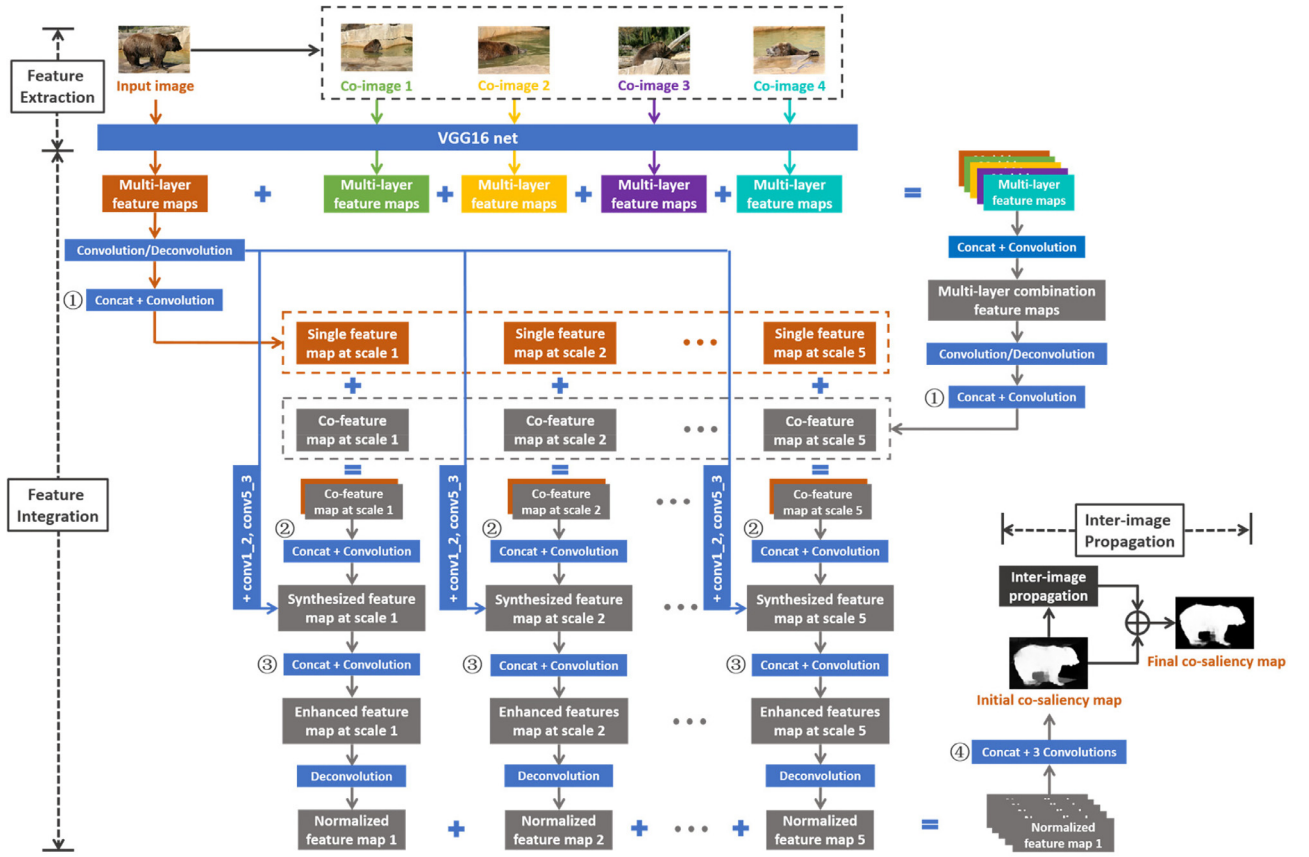 Feature
Extraction
Input image
Co-image 1
Co-image 2
Co-image 3
Co-image 4
VGG16 net
Multi-layer
feature maps
+
Multi-layer
feature maps
+
Multi-layer
feature maps
+
Multi-layer
feature maps
+
Multi-layer
feature maps
=
Multi-layer
feature maps
Convolution/Deconvolution
Concat + Convolution
① Concat + Convolution
Multi-layer combination
feature maps
Single feature
map at scale 1
Single feature
map at scale 2
• • •
Single feature
map at scale 5
Convolution/Deconvolution
+ + +
① Concat + Convolution
Co-feature
map at scale 1
Co-feature
map at scale 2
• • •
Co-feature
map at scale 5
= = =
Feature
Integration
+ conv1_2, conv5_3
+ conv1_2, conv5_3
+ conv1_2, conv5_3
Co-feature
map at scale 1
Co-feature
map at scale 2
• • •
Co-feature
map at scale 5
② Concat + Convolution
② Concat + Convolution
② Concat + Convolution
Synthesized feature
map at scale 1
Synthesized feature
map at scale 2
• • •
Synthesized feature
map at scale 5
③ Concat + Convolution
③ Concat + Convolution
③ Concat + Convolution
Enhanced feature
map at scale 1
Enhanced features
map at scale 2
• • •
Enhanced features
map at scale 5
Deconvolution
Deconvolution
Deconvolution
Normalized
feature map 1
+
Normalized
feature map 2
+ • • • +
Normalized
feature map 5
=
Normalized
feature map 1
④ Concat + 3 Convolutions
Initial co-saliency map
Inter-image
propagation
Final co-saliency map
Inter-image
Propagation